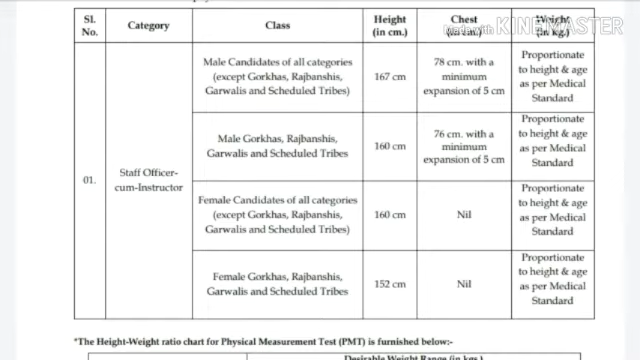 Sl. No. Category Class Height (in cm.) Chest (in cm.) Weight (in kg.)
Made with KINEMASTER
01.
Staff Officer-
cum-Instructor
Male Candidates of all categories
(except Gorkhas, Rajbanshis,
Garwalis and Scheduled Tribes)
167 cm
78 cm. with a
minimum
expansion of 5 cm
Proportionate
to height & age
as per Medical
Standard
Male Gorkhas, Rajbanshis,
Garwalis and Scheduled Tribes
160 cm
76 cm. with a
minimum
expansion of 5 cm
Proportionate
to height & age
as per Medical
Standard
Female Candidates of all categories
(except Gorkhas, Rajbanshis,
Garwalis and Scheduled Tribes)
160 cm
Nil
Proportionate
to height & age
as per Medical
Standard
Female Gorkhas, Rajbanshis,
Garwalis and Scheduled Tribes
152 cm
Nil
Proportionate
to height & age
as per Medical
Standard
*The Height-Weight ratio chart for Physical Measurement Test (PMT) is furnished below:-
Desirable Weight Range (in kgs.)